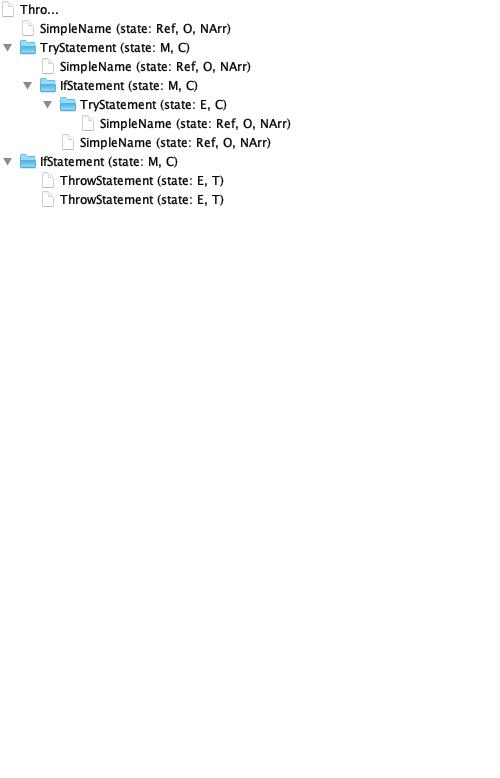 Thro...
SimpleName (state: Ref, O, NArr)
TryStatement (state: M, C)
SimpleName (state: Ref, O, NArr)
IfStatement (state: M, C)
TryStatement (state: E, C)
SimpleName (state: Ref, O, NArr)
SimpleName (state: Ref, O, NArr)
IfStatement (state: M, C)
ThrowStatement (state: E, T)
ThrowStatement (state: E, T)